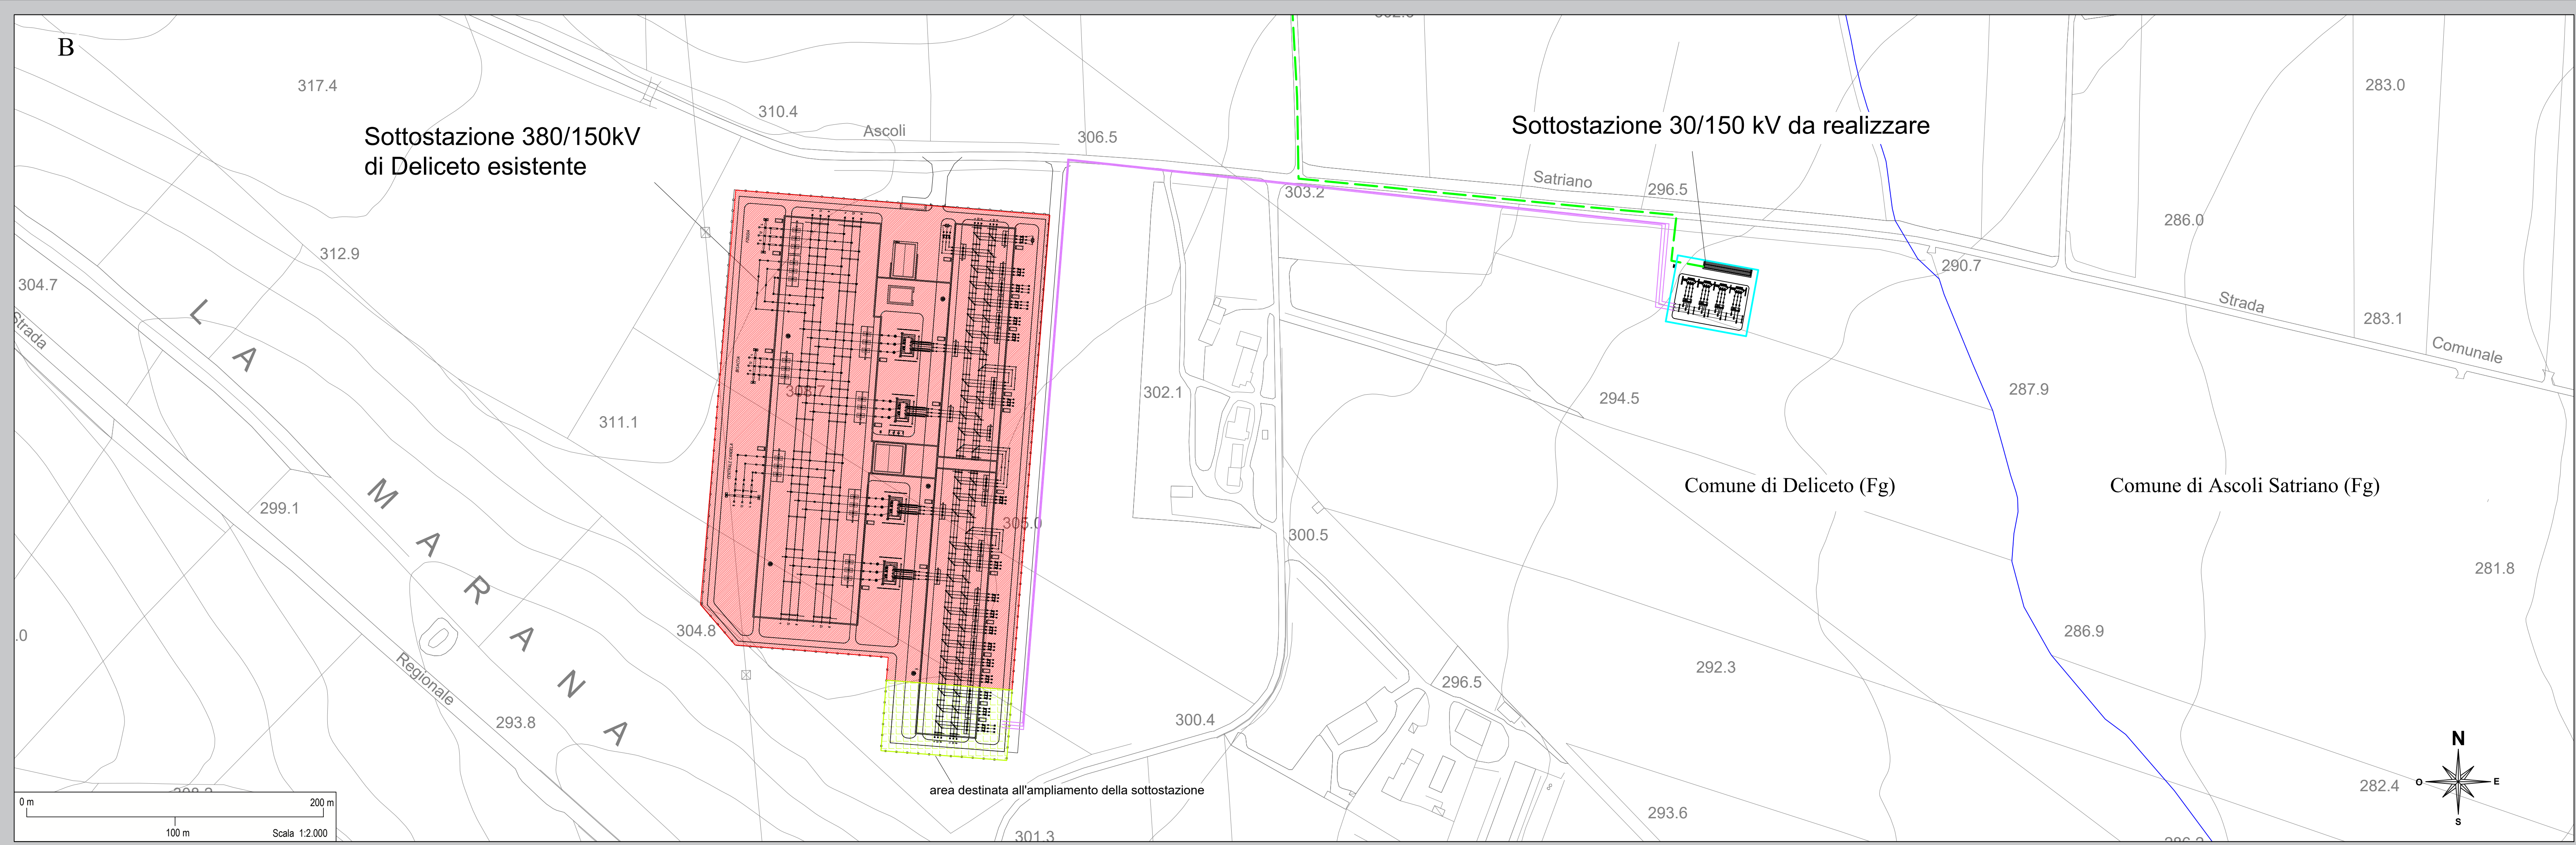 B
317.4
310.4
Ascoli
306.5
Sottostazione 380/150kV
di Deliceto esistente
Sottostazione 30/150 kV da realizzare
283.0
303.2
Satriano
296.5
286.0
312.9
304.7
290.7
Strada
283.1
Comunale
Strada
LA MARANA
308.7
302.1
287.9
294.5
311.1
299.1
305.0
300.5
Comune di Deliceto (Fg)
Comune di Ascoli Satriano (Fg)
281.8
.0
304.8
286.9
292.3
Regionale
296.5
293.8
300.4
area destinata all'ampliamento della sottostazione
293.6
282.4
301.3
N
O
E
S
0 m
200 m
100 m
Scala 1:2.000